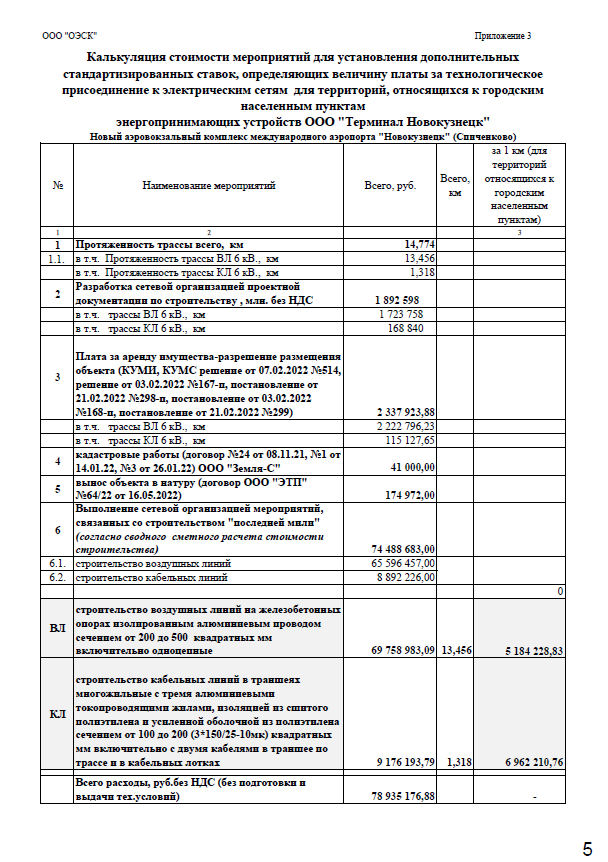 ООО "ОЭСК"
Приложение 3
Калькуляция стоимости мероприятий для установления дополнительных
стандартизированных ставок, определяющих величину платы за технологическое
присоединение к электрическим сетям для территорий, относящихся к городским
населенным пунктам
энергопринимающих устройств ООО "Терминал Новокузнецк"
Новый аэровокзальный комплекс международного аэропорта "Новокузнецк" (Спиченково)
№
Наименование мероприятий
Всего, руб.
Всего,
км
за 1 км (для
территорий
относящихся к
городским
населенным
пунктам)
1 2 3
1 Протяженность трассы всего, км 14,774
1.1. в т.ч. Протяженность трассы ВЛ 6 кВ., км 13,456
в т.ч. Протяженность трассы КЛ 6 кВ., км 1,318
2 Разработка сетевой организацией проектной
документации по строительству , млн. без НДС 1 892 598
в т.ч. трассы ВЛ 6 кВ., км 1 723 758
в т.ч. трассы КЛ 6 кВ., км 168 840
3 Плата за аренду имущества-разрешение размещения
объекта (КУМИ, КУМС решение от 07.02.2022 №514,
решение от 03.02.2022 №167-п, постановление от
21.02.2022 №298-п, постановление от 03.02.2022
№168-п, постановление от 21.02.2022 №299) 2 337 923,88
в т.ч. трассы ВЛ 6 кВ., км 2 222 796,23
в т.ч. трассы КЛ 6 кВ., км 115 127,65
4 кадастровые работы (договор №24 от 08.11.21, №1 от
14.01.22, №3 от 26.01.22) ООО "Земля-С" 41 000,00
5 вынос объекта в натуру (договор ООО "ЭТП"
№64/22 от 16.05.2022) 174 972,00
6 Выполнение сетевой организацией мероприятий,
связанных со строительством "последней мили"
(согласно сводного сметного расчета стоимости
строительства) 74 488 683,00
6.1. строительство воздушных линий 65 596 457,00
6.2. строительство кабельных линий 8 892 226,00
0
ВЛ строительство воздушных линий на железобетонных
опорах изолированным алюминиевым проводом
сечением от 200 до 500 квадратных мм
включительно одноцепные 69 758 983,09 13,456 5 184 228,83
КЛ строительство кабельных линий в траншеях
многожильные с тремя алюминиевыми
токопроводящими жилами, изоляцией из сшитого
полиэтилена и усиленной оболочкой из полиэтилена
сечением от 100 до 200 (3*150/25-10мк) квадратных
мм включительно с двумя кабелями в траншее по
трассе и в кабельных лотках 9 176 193,79 1,318 6 962 210,76
Всего расходы, руб.без НДС (без подготовки и
выдачи тех.условий) 78 935 176,88 -
5